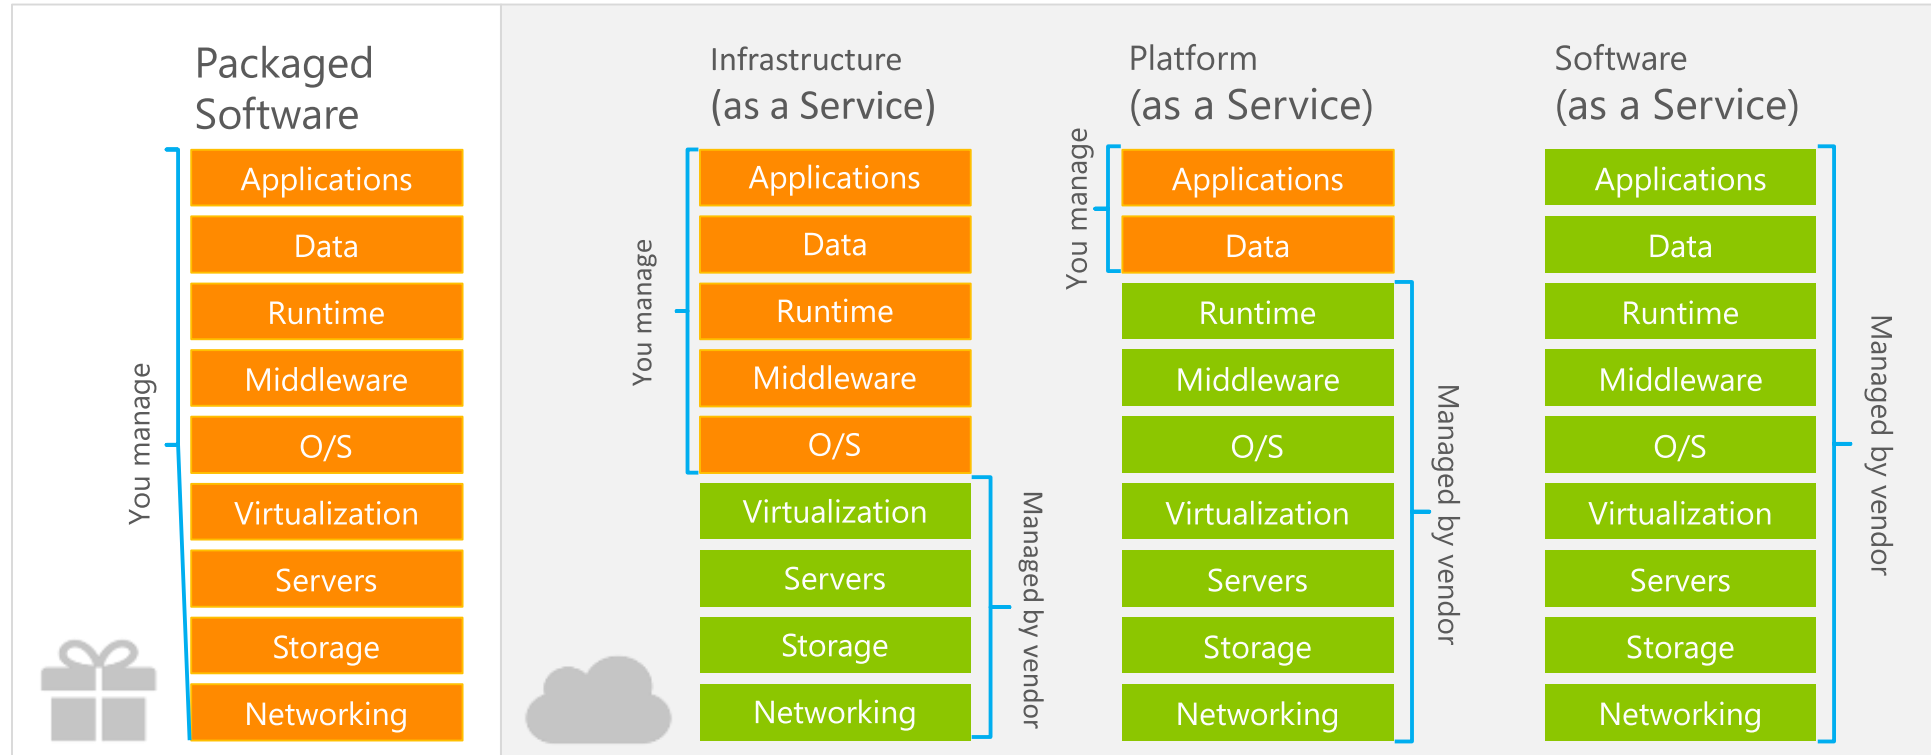 Packaged
Software
You manage
Applications
Data
Runtime
Middleware
O/S
Virtualization
Servers
Storage
Networking
Infrastructure
(as a Service)
You manage
Applications
Data
Runtime
Middleware
O/S
Virtualization
Servers
Storage
Networking
Managed by vendor
Platform
(as a Service)
You manage
Applications
Data
Runtime
Middleware
O/S
Virtualization
Servers
Storage
Networking
Managed by vendor
Software
(as a Service)
Applications
Data
Runtime
Middleware
O/S
Virtualization
Servers
Storage
Networking
Managed by vendor